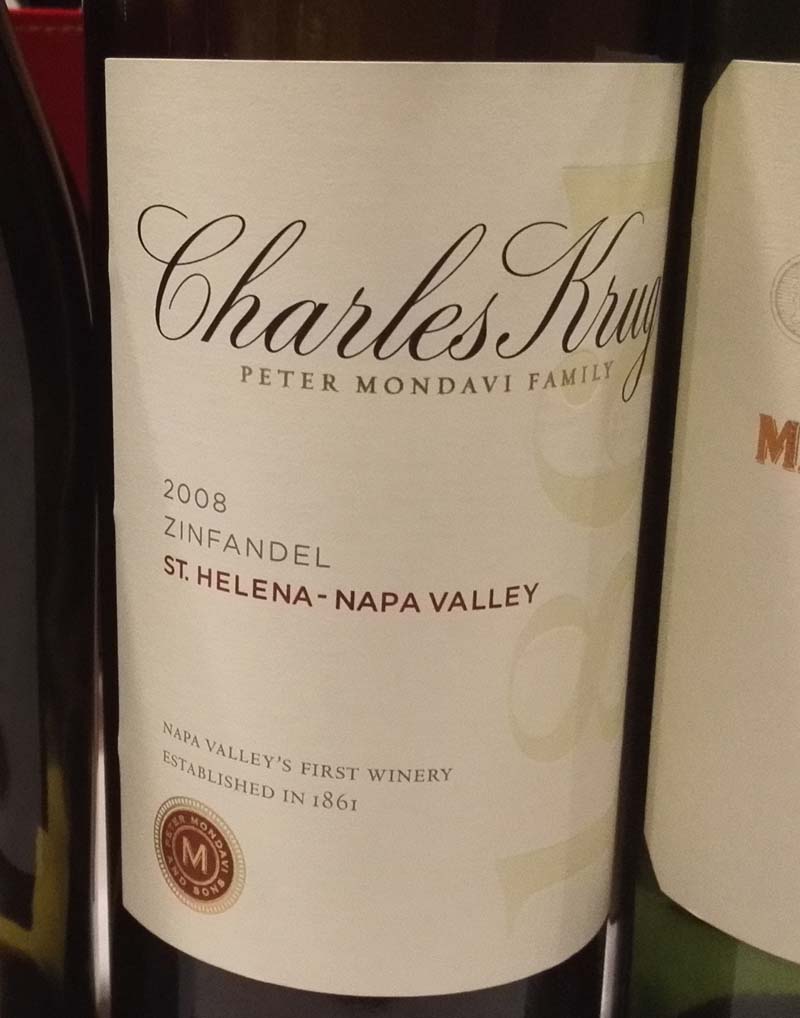 Charles Krug
PETER MONDAVI FAMILY
2008
ZINFANDEL
ST. HELENA-NAPA VALLEY
NAPA VALLEY'S FIRST WINERY
ESTABLISHED IN 1861
PETER MONDAVI
M
AND SONS
1861